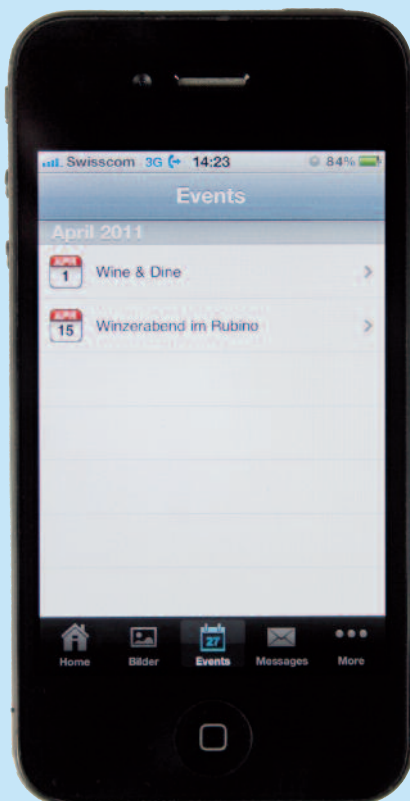 Swisscom 3G 14:23 84%
Events
April 2011
APR 1 Wine & Dine
APR 15 Winzerabend im Rubino
27
Home Bilder Events Messages More